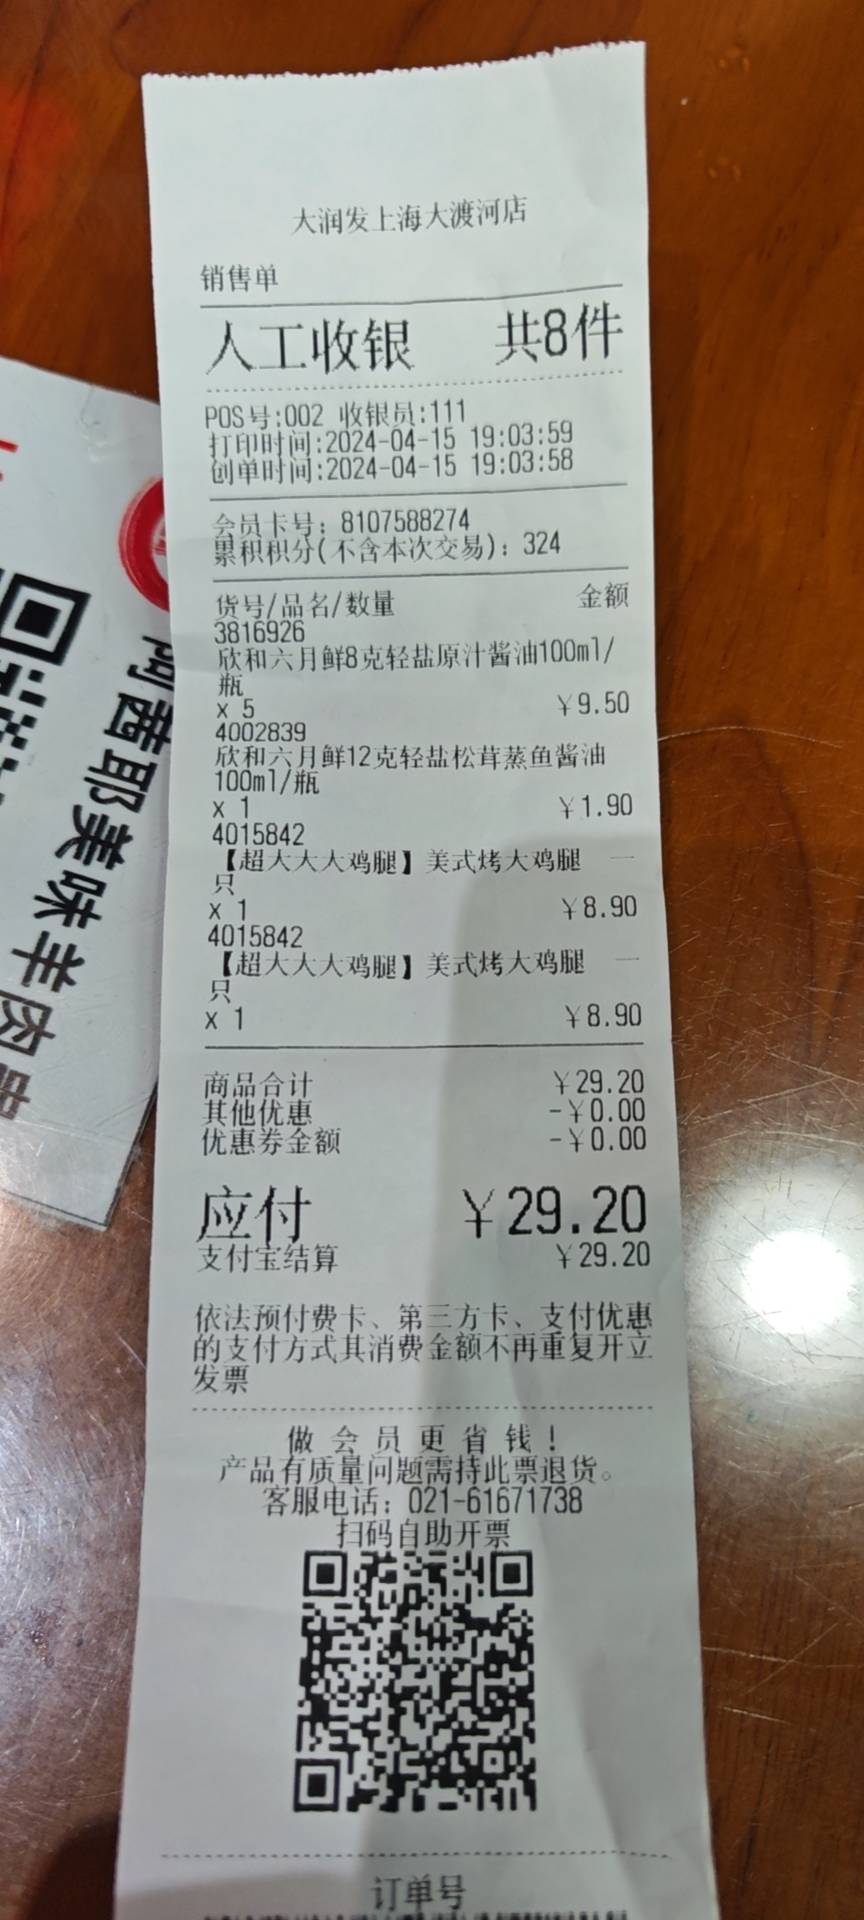 大润发上海大渡河店
销售单
人工收银 共8件
POS号:002 收银员:111
打印时间:2024-04-15 19:03:59
创单时间:2024-04-15 19:03:58
会员卡号: 8107588274
累积积分(不含本次交易): 324
货号/品名/数量 金额
3816926
欣和六月鲜8克轻盐原汁酱油100ml/
瓶
x 5 ￥9.50
4002839
欣和六月鲜12克轻盐松茸蒸鱼酱油
100ml/瓶
x 1 ￥1.90
4015842
【超大大大鸡腿】美式烤大鸡腿 一
只
x 1 ￥8.90
4015842
【超大大大鸡腿】美式烤大鸡腿 一
只
x 1 ￥8.90
商品合计 ￥29.20
其他优惠 -￥0.00
优惠券金额 -￥0.00
应付 ￥29.20
支付宝结算 ￥29.20
依法预付费卡、第三方卡、支付优惠
的支付方式其消费金额不再重复开立
发票
做会员更省钱!
产品有质量问题需持此票退货。
客服电话: 021-61671738
扫码自助开票
订单号
阿茜耶美味羊肉